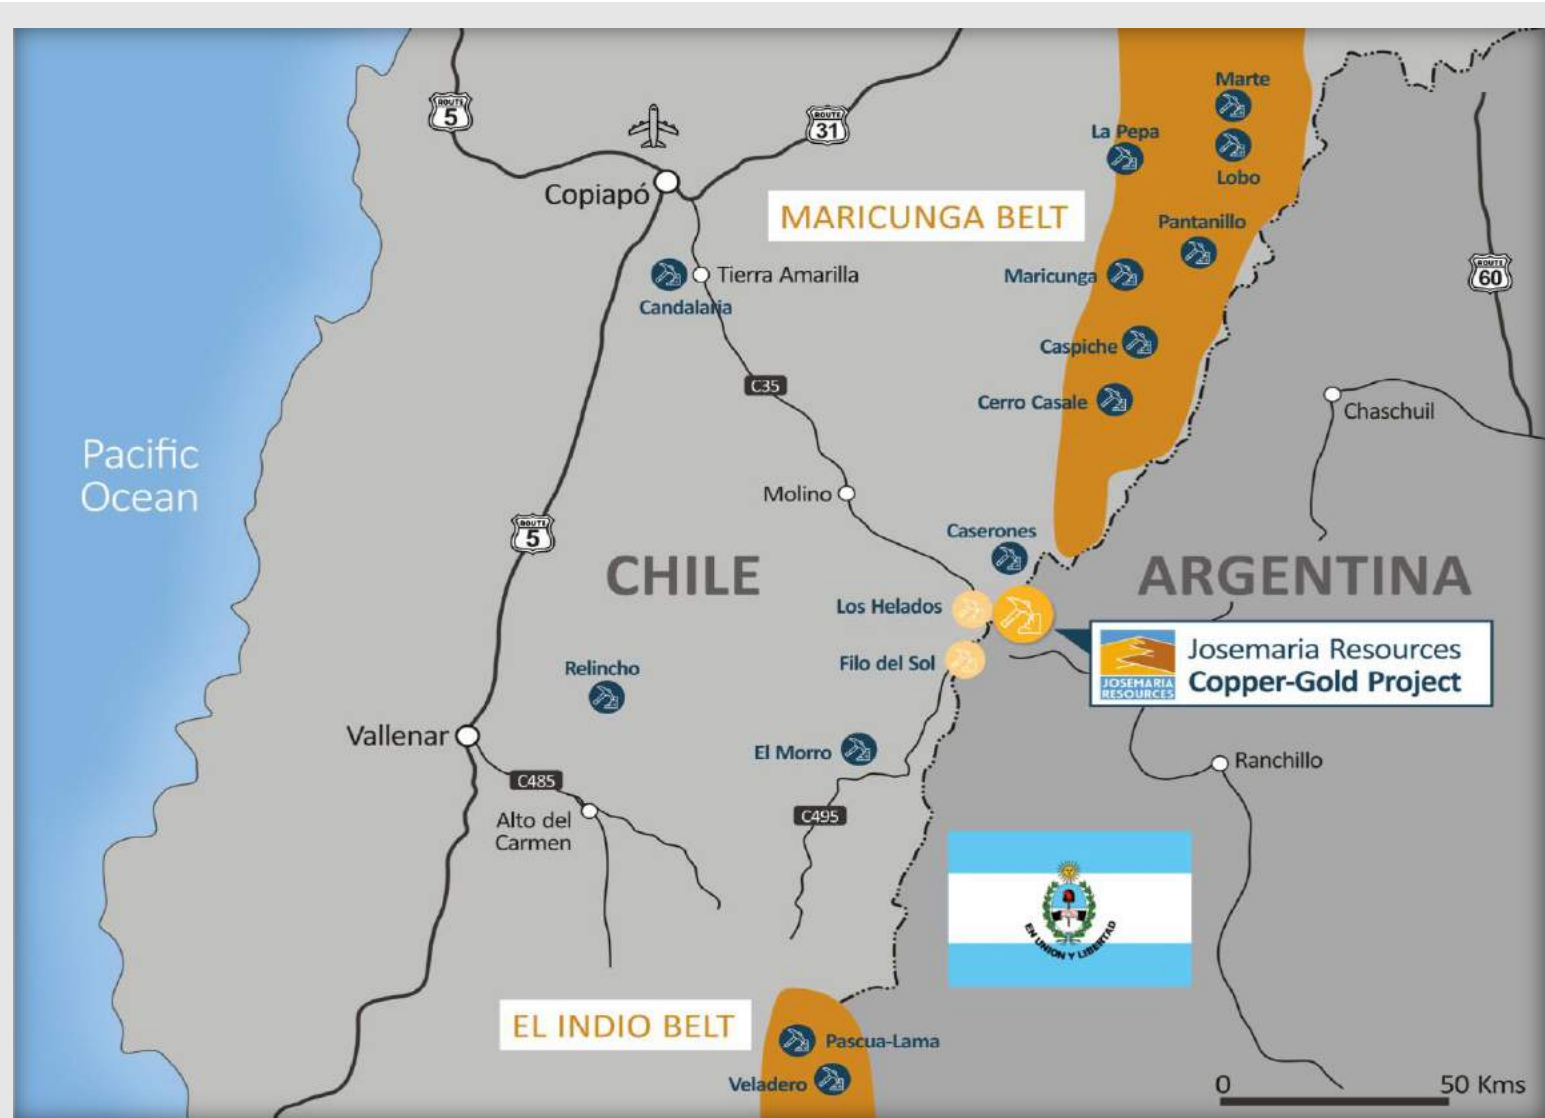 Marte
ROUTE
5
ROUTE
31
La Pepa
Lobo
Copiapó
MARICUNGA BELT
Pantanillo
Tierra Amarilla
Maricunga
ROUTE
60
Candalaria
Caspiche
C35
Cerro Casale
Chaschuil
Pacific
Ocean
Molino
ROUTE
5
Caserones
CHILE
ARGENTINA
Los Helados
Josemaria Resources
Copper-Gold Project
JOSEMARIA
RESOURCES
Filo del Sol
Relincho
Vallenar
El Morro
Ranchillo
C485
C495
Alto del
Carmen
EN UNION Y LIBERTAD
EL INDIO BELT
Pascua-Lama
Veladero
0 50 Kms